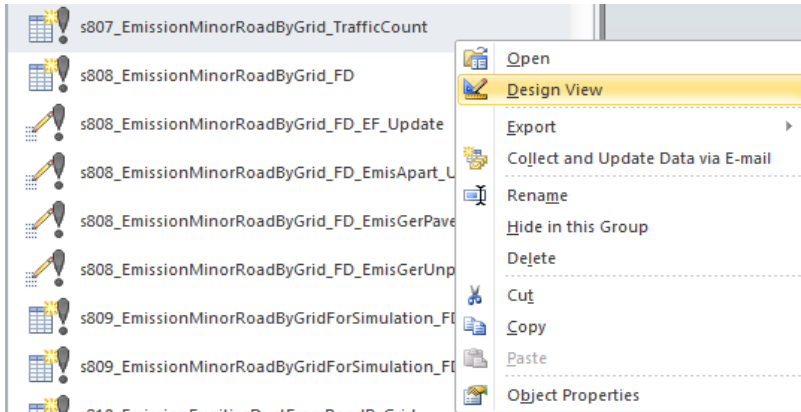 s807_EmissionMinorRoadByGrid_TrafficCount
s808_EmissionMinorRoadByGrid_FD
s808_EmissionMinorRoadByGrid_FD_EF_Update
s808_EmissionMinorRoadByGrid_FD_EmisApart_U
s808_EmissionMinorRoadByGrid_FD_EmisGerPave
s808_EmissionMinorRoadByGrid_FD_EmisGerUnp
s809_EmissionMinorRoadByGridForSimulation_FD
s809_EmissionMinorRoadByGridForSimulation_FD
Open
Design View
Export
Collect and Update Data via E-mail
Rename
Hide in this Group
Delete
Cut
Copy
Paste
Object Properties